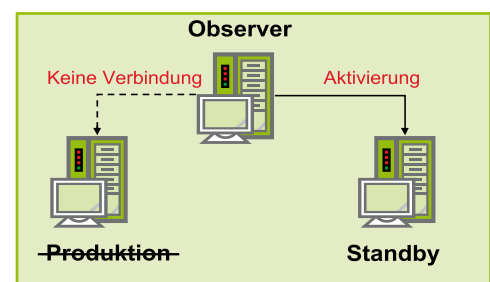 Observer
Keine Verbindung
Aktivierung
Produktion
Standby